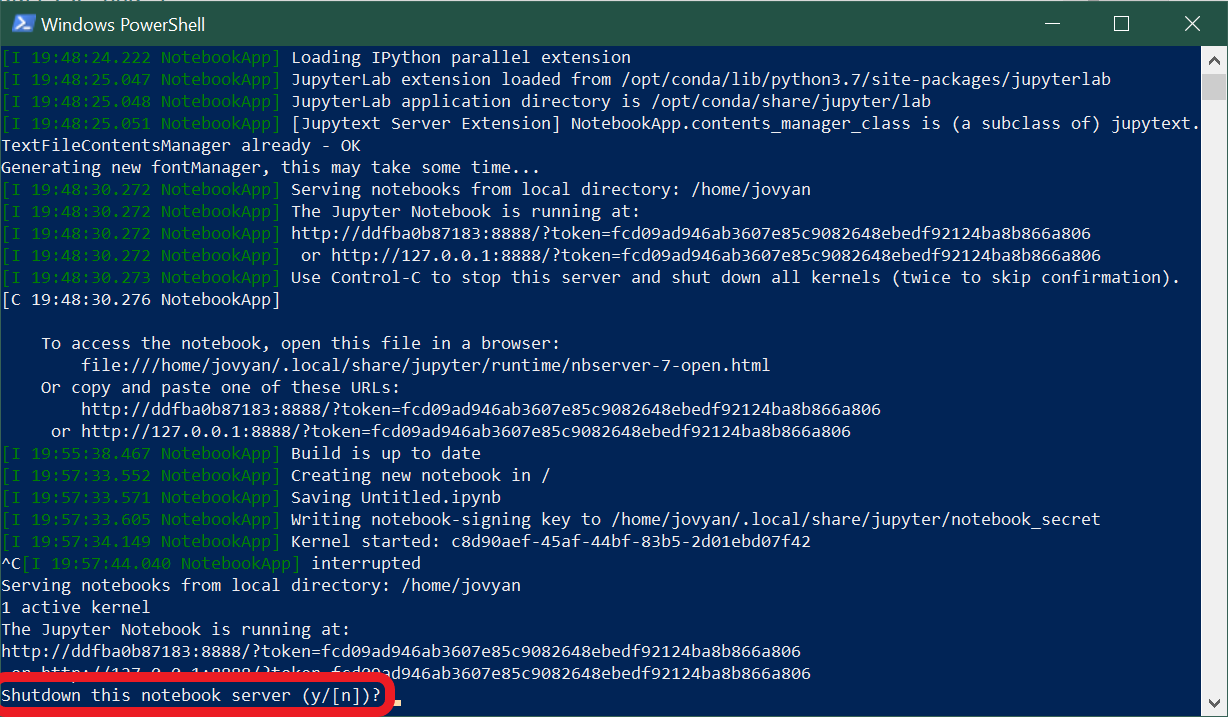 Windows PowerShell
[I 19:48:24.222 NotebookApp] Loading IPython parallel extension
[I 19:48:25.047 NotebookApp] JupyterLab extension loaded from /opt/conda/lib/python3.7/site-packages/jupyterlab
[I 19:48:25.048 NotebookApp] JupyterLab application directory is /opt/conda/share/jupyter/lab
[I 19:48:25.051 NotebookApp] [Jupytext Server Extension] NotebookApp.contents_manager_class is (a subclass of) jupytext.
TextFileContentsManager already - OK
Generating new fontManager, this may take some time...
[I 19:48:30.272 NotebookApp] Serving notebooks from local directory: /home/jovyan
[I 19:48:30.272 NotebookApp] The Jupyter Notebook is running at:
[I 19:48:30.272 NotebookApp] http://ddfba0b87183:8888/?token=fcd09ad946ab3607e85c9082648ebedf92124ba8b866a806
[I 19:48:30.272 NotebookApp]  or http://127.0.0.1:8888/?token=fcd09ad946ab3607e85c9082648ebedf92124ba8b866a806
[I 19:48:30.273 NotebookApp] Use Control-C to stop this server and shut down all kernels (twice to skip confirmation).
[C 19:48:30.276 NotebookApp]
To access the notebook, open this file in a browser:
file:///home/jovyan/.local/share/jupyter/runtime/nbserver-7-open.html
Or copy and paste one of these URLs:
http://ddfba0b87183:8888/?token=fcd09ad946ab3607e85c9082648ebedf92124ba8b866a806
or http://127.0.0.1:8888/?token=fcd09ad946ab3607e85c9082648ebedf92124ba8b866a806
[I 19:55:38.467 NotebookApp] Build is up to date
[I 19:57:33.552 NotebookApp] Creating new notebook in /
[I 19:57:33.571 NotebookApp] Saving Untitled.ipynb
[I 19:57:33.605 NotebookApp] Writing notebook-signing key to /home/jovyan/.local/share/jupyter/notebook_secret
[I 19:57:34.149 NotebookApp] Kernel started: c8d90aef-45af-44bf-83b5-2d01ebd07f42
^C[I 19:57:44.040 NotebookApp] interrupted
Serving notebooks from local directory: /home/jovyan
1 active kernel
The Jupyter Notebook is running at:
http://ddfba0b87183:8888/?token=fcd09ad946ab3607e85c9082648ebedf92124ba8b866a806
or http://127.0.0.1:8888/?token=fcd09ad946ab3607e85c9082648ebedf92124ba8b866a806
Shutdown this notebook server (y/[n])?